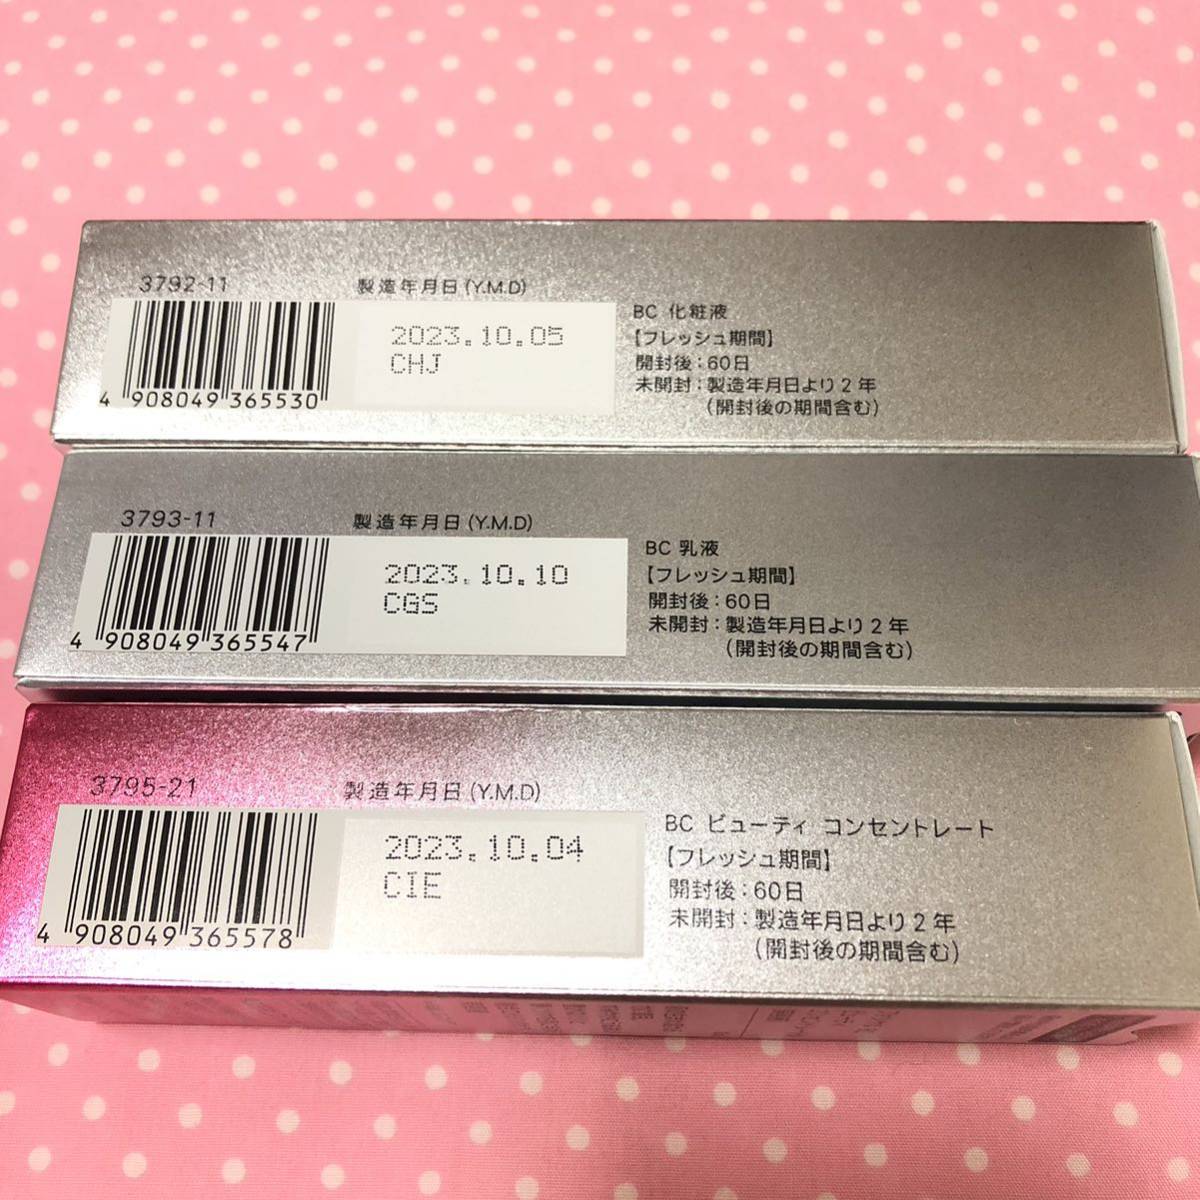 3792-11
製造年月日(Y.M.D)
2023.10.05
CHJ
4 908049 365530
BC 化粧液
【フレッシュ期間】
開封後：60日
未開封：製造年月日より2年
(開封後の期間含む)
3793-11
製造年月日(Y.M.D)
2023.10.10
CGS
4 908049 365547
BC 乳液
【フレッシュ期間】
開封後：60日
未開封：製造年月日より2年
(開封後の期間含む)
3795-21
製造年月日(Y.M.D)
2023.10.04
CIE
4 908049 365578
BC ビューティ コンセントレート
【フレッシュ期間】
開封後：60日
未開封：製造年月日より2年
(開封後の期間含む)